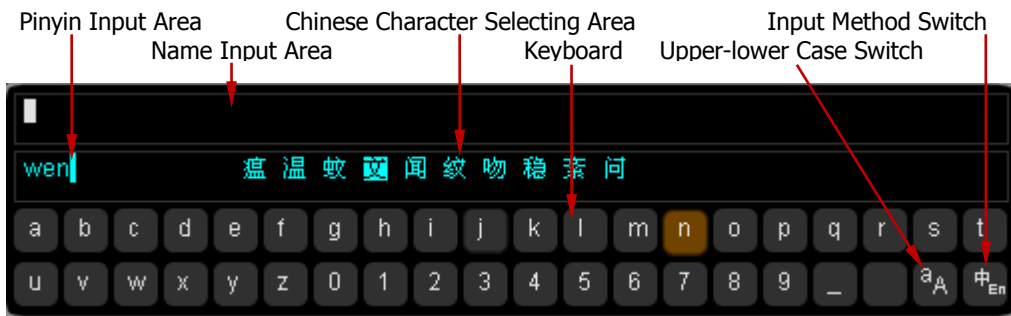 Pinyin Input Area Chinese Character Selecting Area Input Method Switch
Name Input Area Keyboard Upper-lower Case Switch
wen 瘟 温 蚊 文 闻 纹 吻 稳 紊 问
a b c d e f g h i j k l m n o p q r s t
u v w x y z 0 1 2 3 4 5 6 7 8 9 _ aA 中En